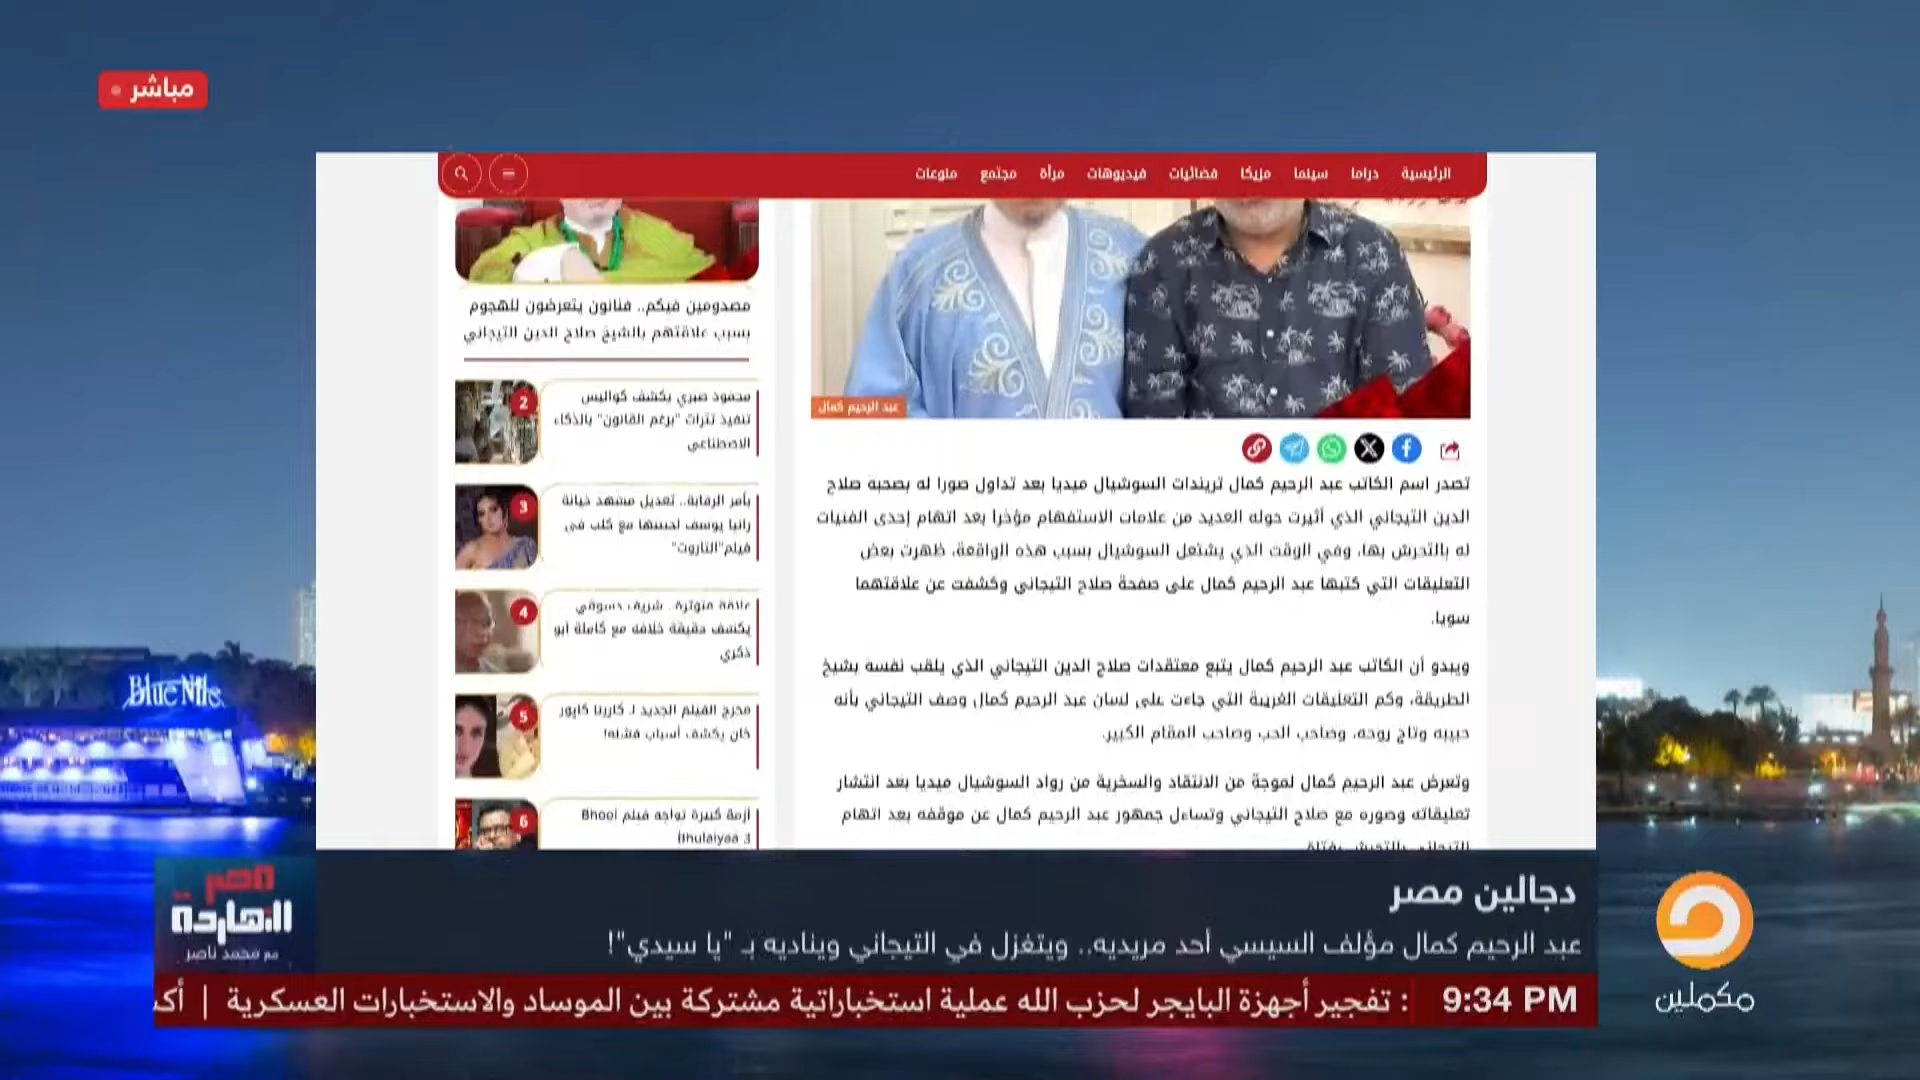 مباشر
الرئيسية دراما سينما مزيكا فضائيات فيديوهات مرأة مجتمع منوعات
عبد الرحيم كمال
تصدر اسم الكاتب عبد الرحيم كمال تريندات السوشيال ميديا بعد تداول صورا له بصحبة صلاح
الدين التيجاني الذي أثيرت حوله العديد من علامات الاستفهام مؤخرا بعد اتهام إحدى الفتيات
له بالتحرش بها، وفي الوقت الذي يشتعل السوشيال بسبب هذه الواقعة، ظهرت بعض
التعليقات التي كتبها عبد الرحيم كمال على صفحة صلاح التيجاني وكشفت عن علاقتهما
سويا.
ويبدو أن الكاتب عبد الرحيم كمال يتبع معتقدات صلاح الدين التيجاني الذي يلقب نفسه بشيخ
الطريقة، وكم التعليقات الغريبة التي جاءت على لسان عبد الرحيم كمال وصف التيجاني بأنه
حبيبه وتاج روحه، وصاحب الحب وصاحب المقام الكبير.
وتعرض عبد الرحيم كمال لموجة من الانتقاد والسخرية من رواد السوشيال ميديا بعد انتشار
تعليقاته وصوره مع صلاح التيجاني وتساءل جمهور عبد الرحيم كمال عن موقفه بعد اتهام
التيجاني بالتحرش بفتاة
مصدومين فيكم.. فنانون يتعرضون للهجوم
بسبب علاقتهم بالشيخ صلاح الدين التيجاني
2
محمود صبري يكشف كواليس
تنفيذ تترات "برغم القانون" بالذكاء
الاصطناعي
3
بأمر الرقابة.. تعديل مشهد خيانة
رانيا يوسف لحبيبها مع كلب في
فيلم "التاروت"
4
علاقة متوترة.. شريف دسوقي
يكشف حقيقة خلافه مع كاملة أبو
ذكري
5
مخرج الفيلم الجديد لـ كارينا كابور
خان يكشف أسباب فشله!
6
أزمة كبيرة تواجه فيلم Bhool
Bhulaiyaa 3
Blue Nile
دجالين مصر
عبد الرحيم كمال مؤلف السيسي أحد مريديه.. ويتغزل في التيجاني ويناديه بـ "يا سيدي"!
مصر
النهاردة
مع محمد ناصر
9:34 PM
: تفجير أجهزة البايجر لحزب الله عملية استخباراتية مشتركة بين الموساد والاستخبارات العسكرية |
مكملين